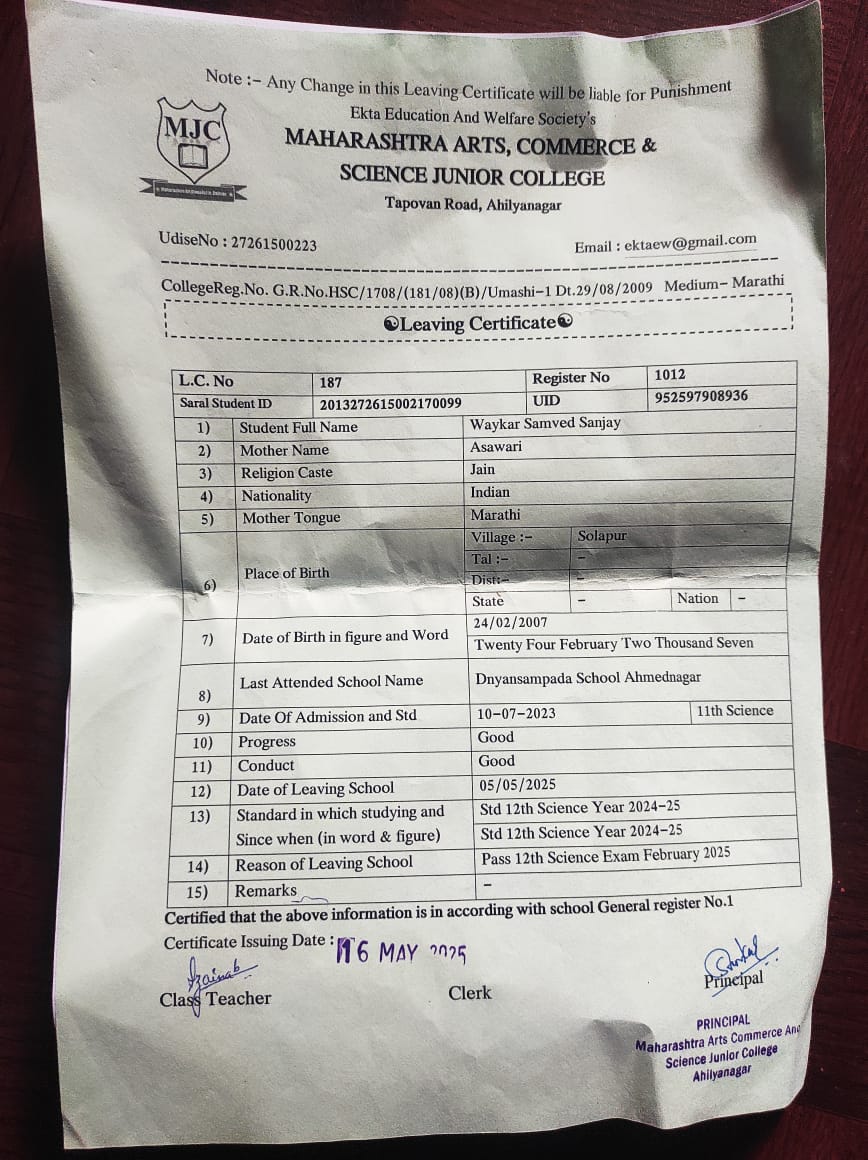 Note :- Any Change in this Leaving Certificate will be liable for Punishment
Ekta Education And Welfare Society's
MJC
MAHARASHTRA ARTS, COMMERCE &
SCIENCE JUNIOR COLLEGE
Tapovan Road, Ahilyanagar
UdiseNo : 27261500223 Email : ektaew@gmail.com
CollegeReg.No. G.R.No.HSC/1708/(181/08)(B)/Umashi-1 Dt.29/08/2009 Medium- Marathi
Leaving Certificate
L.C. No 187 Register No 1012
Saral Student ID 2013272615002170099 UID 952597908936
1) Student Full Name Waykar Samved Sanjay
2) Mother Name Asawari
3) Religion Caste Jain
4) Nationality Indian
5) Mother Tongue Marathi
6) Place of Birth Village :- Solapur
Tal :- -
Dist:- -
State - Nation -
7) Date of Birth in figure and Word 24/02/2007
Twenty Four February Two Thousand Seven
8) Last Attended School Name Dnyansampada School Ahmednagar
9) Date Of Admission and Std 10-07-2023 11th Science
10) Progress Good
11) Conduct Good
12) Date of Leaving School 05/05/2025
13) Standard in which studying and Std 12th Science Year 2024-25
Since when (in word & figure) Std 12th Science Year 2024-25
14) Reason of Leaving School Pass 12th Science Exam February 2025
15) Remarks -
Certified that the above information is in according with school General register No.1
Certificate Issuing Date : 16 MAY 2025
Class Teacher Clerk Principal
PRINCIPAL
Maharashtra Arts Commerce And
Science Junior College
Ahilyanagar